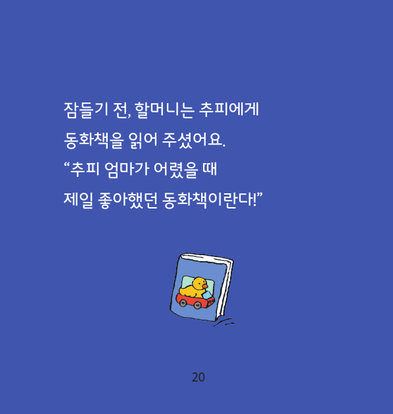 잠들기 전, 할머니는 추피에게
동화책을 읽어 주셨어요.
“추피 엄마가 어렸을 때
제일 좋아했던 동화책이란다!”
20